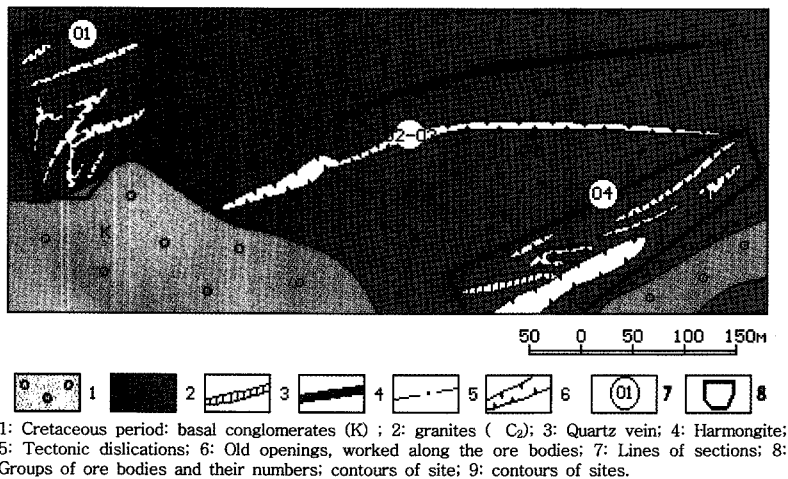 01
02-03
04
K
50 0 50 100 150м
1 2 3 4 5 6 01 7 8
1: Cretaceous period: basal conglomerates (K) ; 2: granites ( C₂); 3: Quartz vein; 4: Harmongite;
5: Tectonic dislications; 6: Old openings, worked along the ore bodies; 7: Lines of sections; 8:
Groups of ore bodies and their numbers; contours of site; 9: contours of sites.